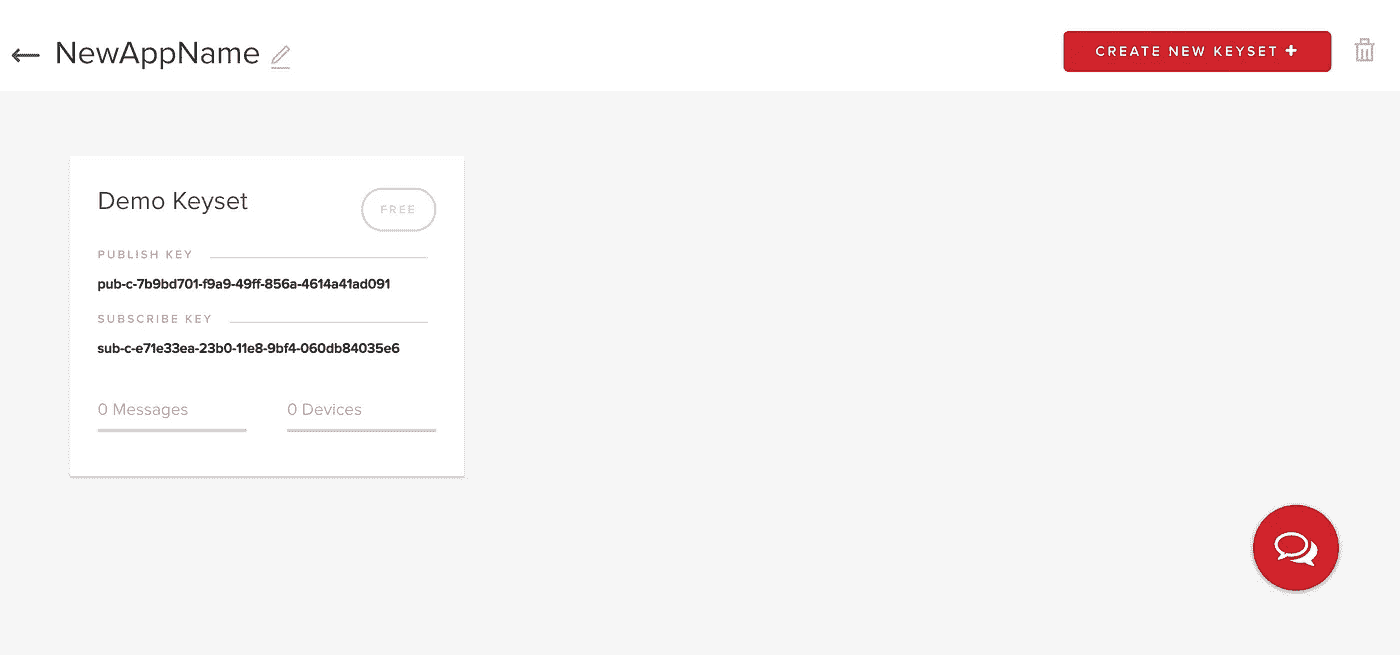 NewAppName
CREATE NEW KEYSET +
Demo Keyset
FREE
PUBLISH KEY
pub-c-7b9bd701-f9a9-49ff-856a-4614a41ad091
SUBSCRIBE KEY
sub-c-e71e33ea-23b0-11e8-9bf4-060db84035e6
0 Messages
0 Devices